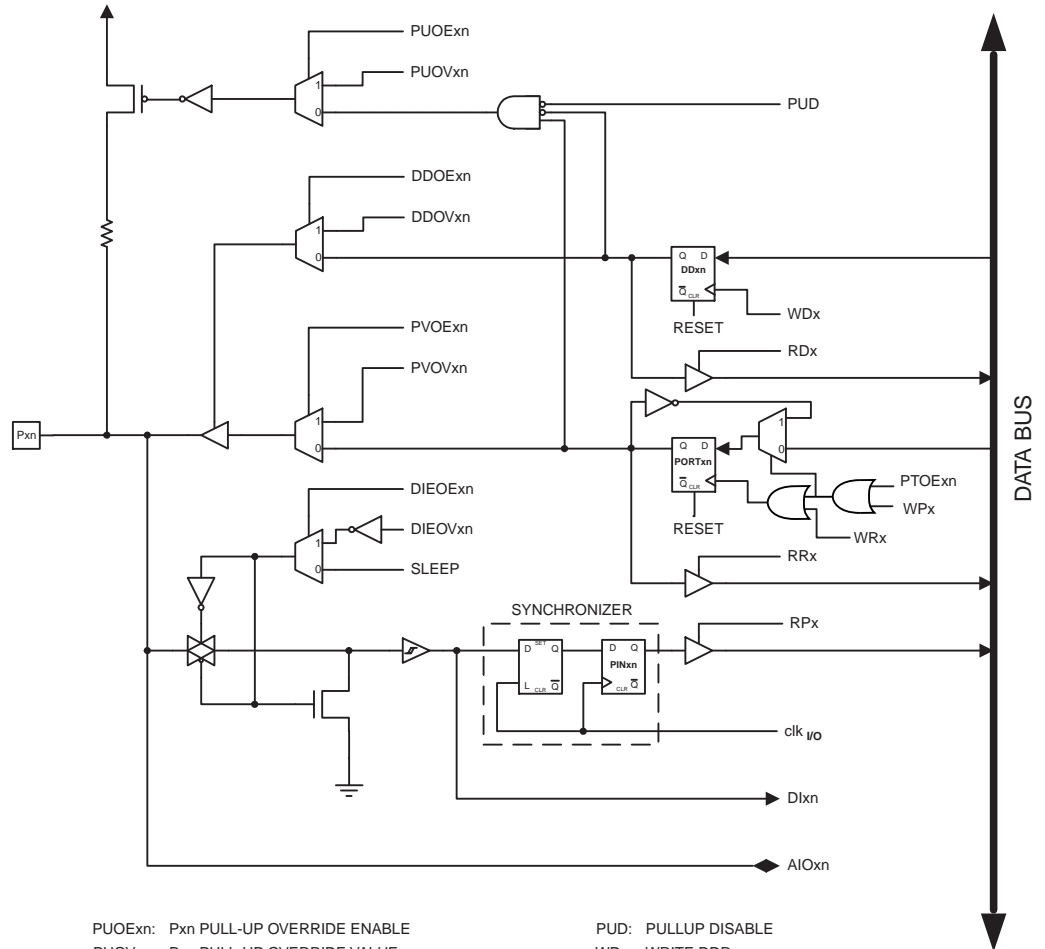 PUOExn
PUOVxn
1
0
PUD
DDOExn
DDOVxn
1
0
Q D
DDxn
Q CLR
WDx
RESET
RDx
PVOExn
PVOVxn
Pxn
1
0
1
0
Q D
PORTxn
Q CLR
PTOExn
WPx
RESET
WRx
RRx
DATA BUS
DIEOExn
DIEOVxn
1
0
SLEEP
SYNCHRONIZER
RPx
D SET Q
L CLR Q
D Q
PINxn
CLR Q
clk I/O
DIxn
AIOxn
PUOExn: Pxn PULL-UP OVERRIDE ENABLE
PUD: PULLUP DISABLE